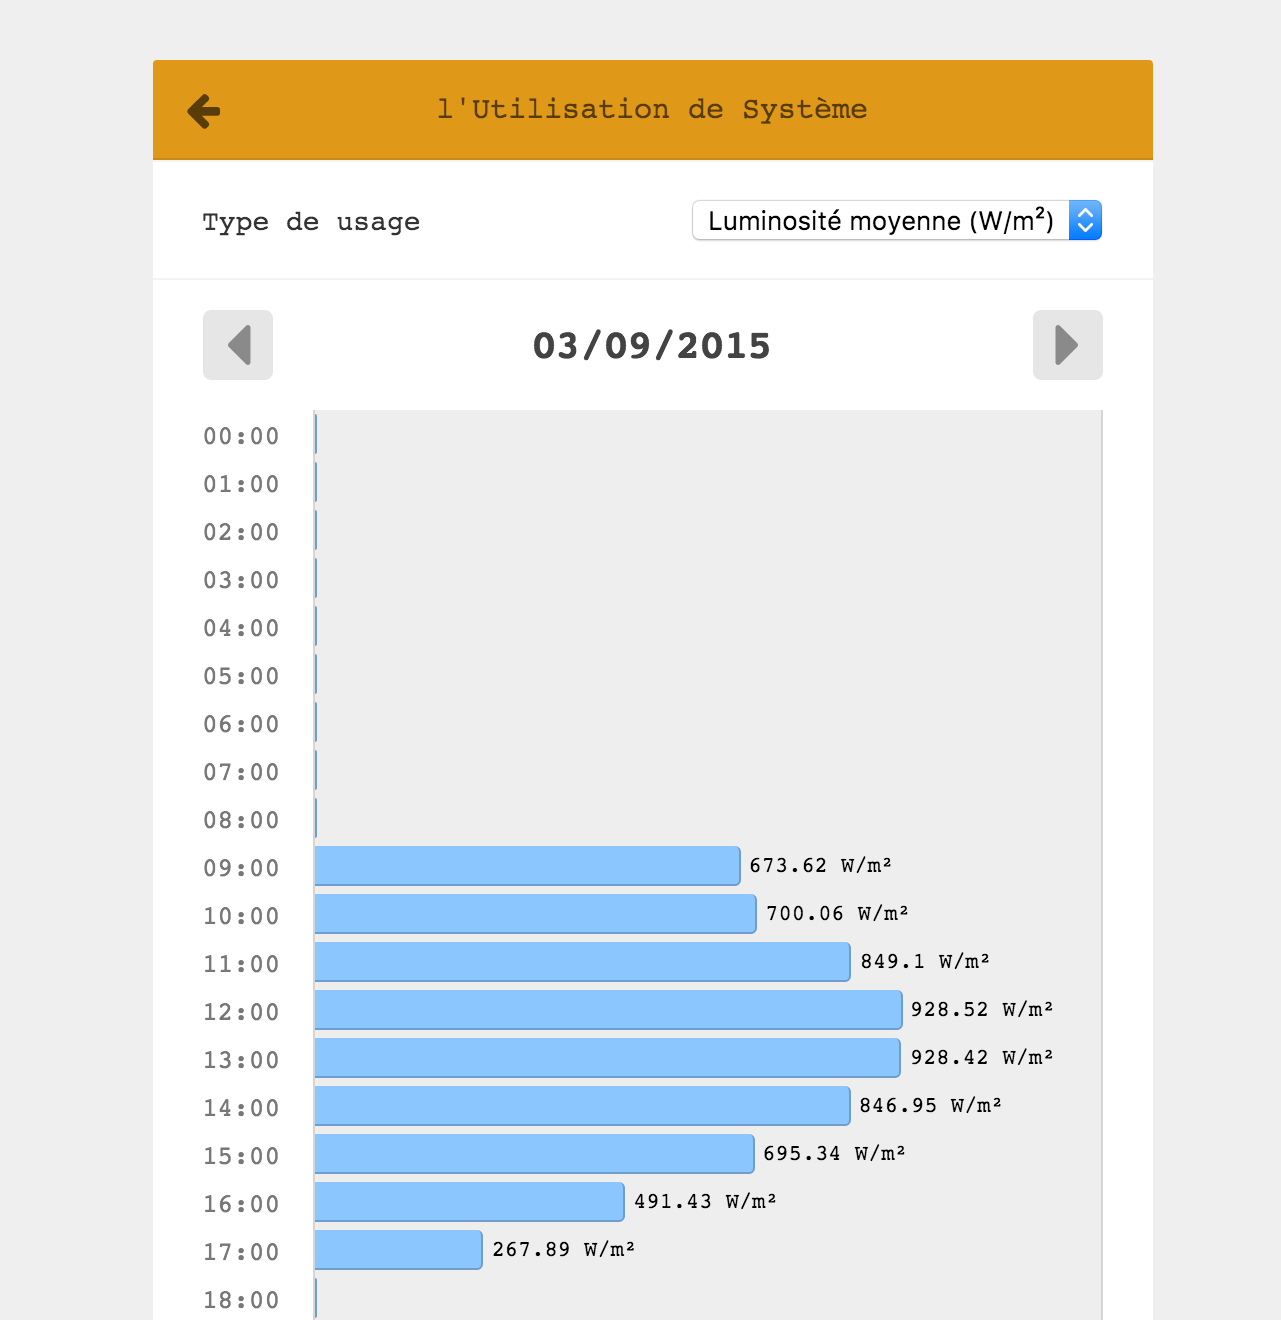 l'Utilisation de Système
Type de usage
Luminosité moyenne (W/m²)
03/09/2015
00:00
01:00
02:00
03:00
04:00
05:00
06:00
07:00
08:00
09:00 673.62 W/m²
10:00 700.06 W/m²
11:00 849.1 W/m²
12:00 928.52 W/m²
13:00 928.42 W/m²
14:00 846.95 W/m²
15:00 695.34 W/m²
16:00 491.43 W/m²
17:00 267.89 W/m²
18:00